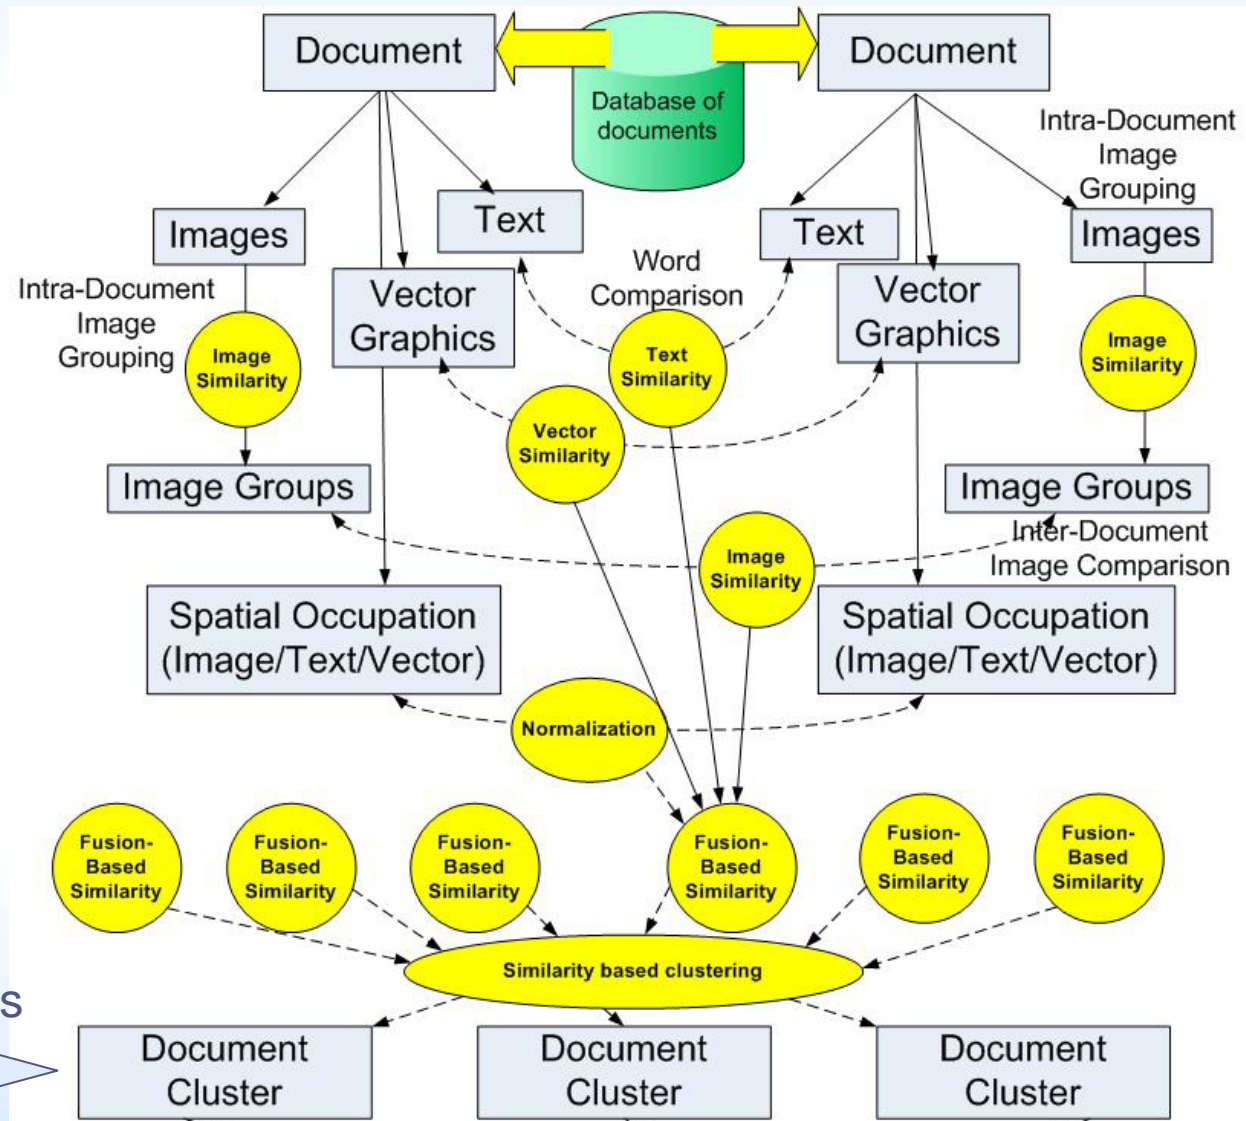 Document
Database of
documents
Document
Intra-Document
Image
Grouping
Images
Text
Text
Images
Intra-Document
Image
Grouping
Vector
Graphics
Word
Comparison
Vector
Graphics
Image
Similarity
Text
Similarity
Image
Similarity
Vector
Similarity
Image Groups
Image Groups
Inter-Document
Image Comparison
Image
Similarity
Spatial Occupation
(Image/Text/Vector)
Spatial Occupation
(Image/Text/Vector)
Normalization
Fusion-
Based
Similarity
Fusion-
Based
Similarity
Fusion-
Based
Similarity
Fusion-
Based
Similarity
Fusion-
Based
Similarity
Fusion-
Based
Similarity
Similarity based clustering
s
Document
Cluster
Document
Cluster
Document
Cluster